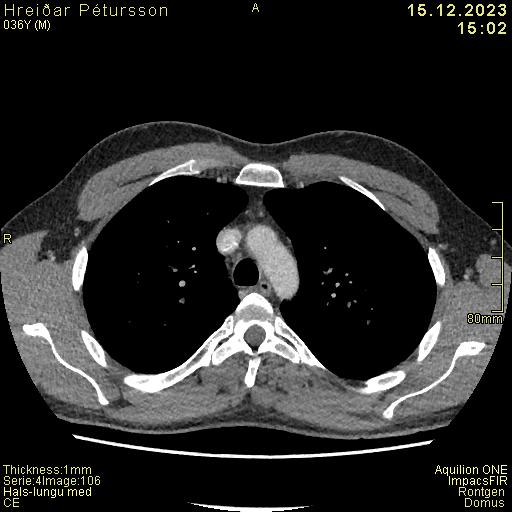 Hreiðar Pétursson
036Y (M)
A
15.12.2023
15:02
R
80mm
Thickness:1mm
Serie:4Image:106
Hals-lungu med
CE
Aquilion ONE
ImpacsFIR
Rontgen
Domus